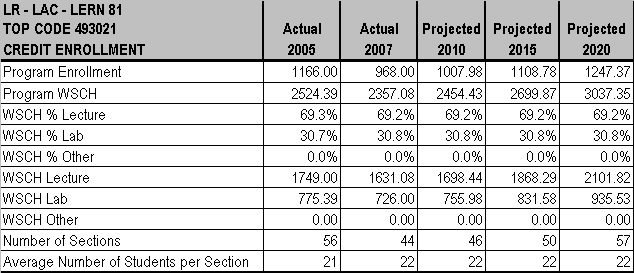 LR - LAC - LERN 81
TOP CODE 493021 Actual Actual Projected Projected Projected
CREDIT ENROLLMENT 2005 2007 2010 2015 2020
Program Enrollment 1166.00 968.00 1007.98 1108.78 1247.37
Program WSCH 2524.39 2357.08 2454.43 2699.87 3037.35
WSCH % Lecture 69.3% 69.2% 69.2% 69.2% 69.2%
WSCH % Lab 30.7% 30.8% 30.8% 30.8% 30.8%
WSCH % Other 0.0% 0.0% 0.0% 0.0% 0.0%
WSCH Lecture 1749.00 1631.08 1698.44 1868.29 2101.82
WSCH Lab 775.39 726.00 755.98 831.58 935.53
WSCH Other 0.00 0.00 0.00 0.00 0.00
Number of Sections 56 44 46 50 57
Average Number of Students per Section 21 22 22 22 22